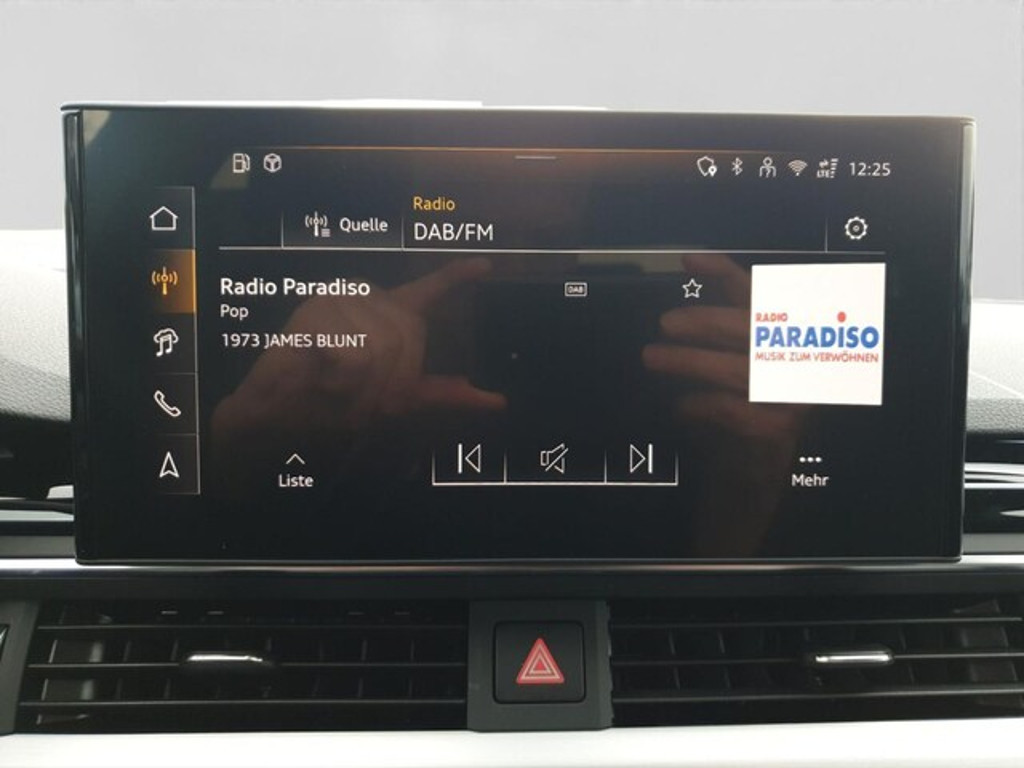 LTE 12:25
Radio
Quelle
DAB/FM
Radio Paradiso
DAB
Pop
1973 JAMES BLUNT
RADIO
PARADISO
MUSIK ZUM VERWÖHNEN
Liste
Mehr